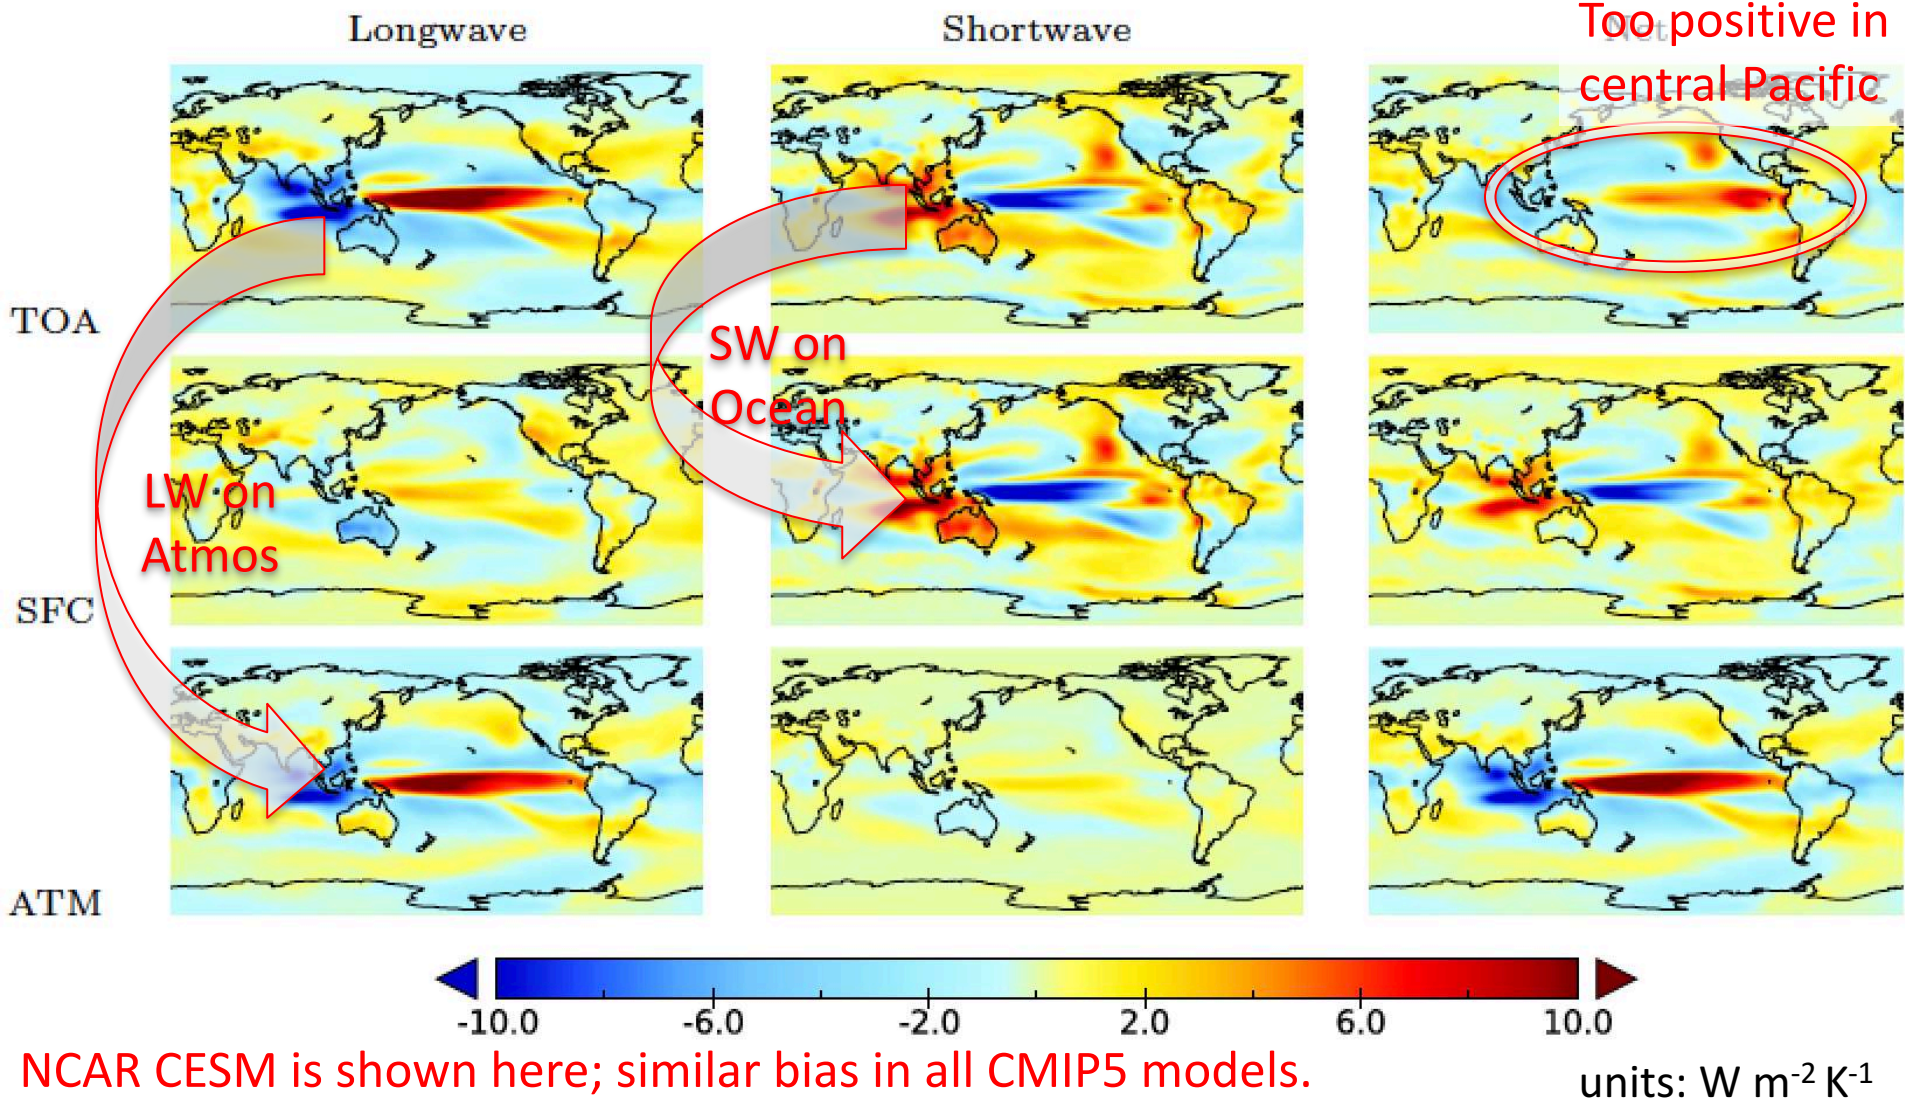 Longwave
Shortwave
Net
Too positive in
central Pacific
TOA
SW on
Ocean
LW on
Atmos
SFC
ATM
-10.0 -6.0 -2.0 2.0 6.0 10.0
NCAR CESM is shown here; similar bias in all CMIP5 models.
units: W m⁻² K⁻¹